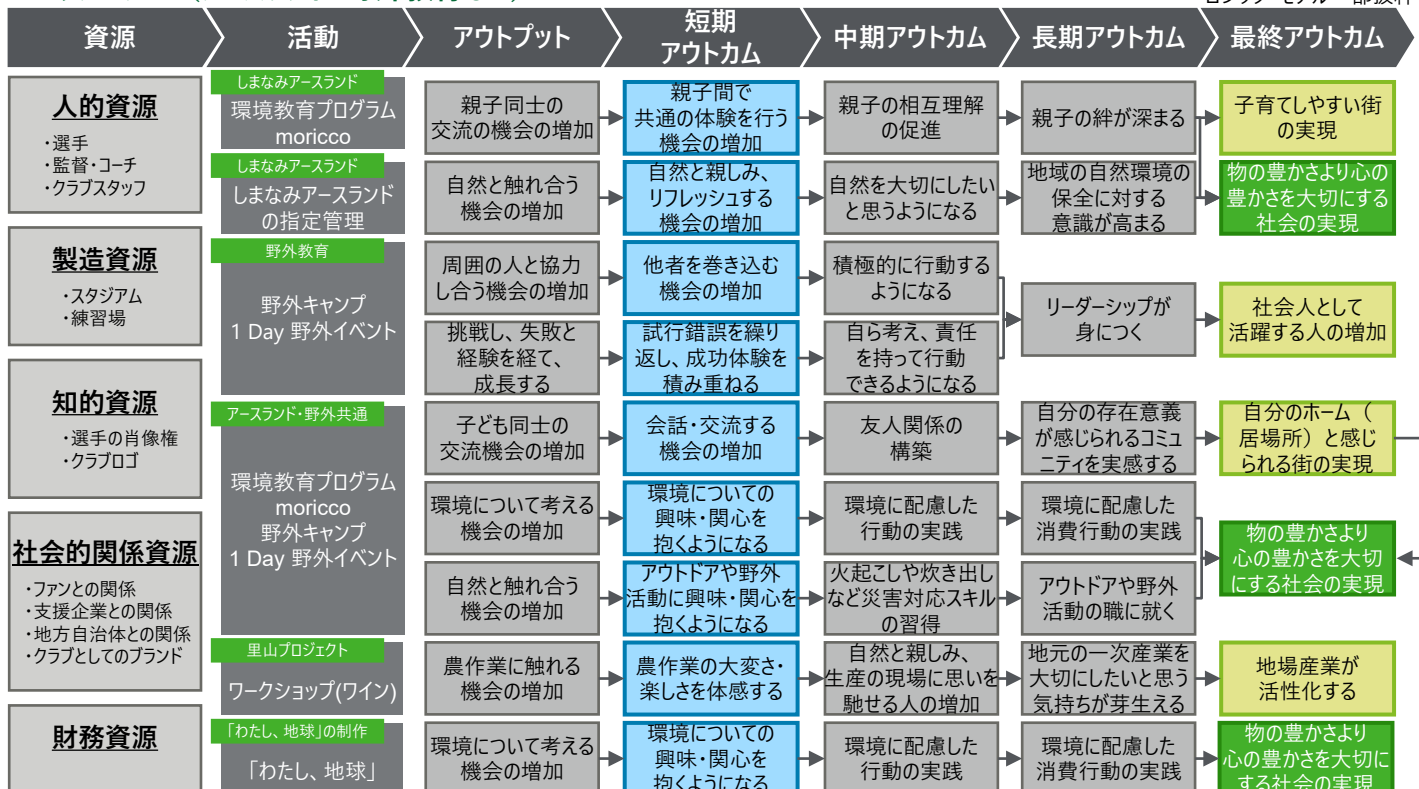 資源
活動
アウトプット
短期
アウトカム
中期アウトカム
長期アウトカム
最終アウトカム
人的資源
・選手
・監督・コーチ
・クラブスタッフ
製造資源
・スタジアム
・練習場
知的資源
・選手の肖像権
・クラブロゴ
社会的関係資源
・ファンとの関係
・支援企業との関係
・地方自治体との関係
・クラブとしてのブランド
財務資源
しまなみアースランド
環境教育プログラム
moricco
親子同士の
交流の機会の増加
親子間で
共通の体験を行う
機会の増加
親子の相互理解
の促進
親子の絆が深まる
子育てしやすい街
の実現
しまなみアースランド
しまなみアースランド
の指定管理
自然と触れ合う
機会の増加
自然と親しみ、
リフレッシュする
機会の増加
自然を大切にしたい
と思うようになる
地域の自然環境の
保全に対する
意識が高まる
物の豊かさより心の
豊かさを大切にする
社会の実現
野外教育
野外キャンプ
1 Day 野外イベント
周囲の人と協力
し合う機会の増加
他者を巻き込む
機会の増加
積極的に行動する
ようになる
挑戦し、失敗と
経験を経て、
成長する
試行錯誤を繰り
返し、成功体験を
積み重ねる
自ら考え、責任
を持って行動
できるようになる
リーダーシップが
身につく
社会人として
活躍する人の増加
アースランド・野外共通
環境教育プログラム
moricco
野外キャンプ
1 Day 野外イベント
子ども同士の
交流機会の増加
会話・交流する
機会の増加
友人関係の
構築
自分の存在意義
が感じられるコミュ
ニティを実感する
自分のホーム（
居場所）と感じ
られる街の実現
環境について考える
機会の増加
環境についての
興味・関心を
抱くようになる
環境に配慮した
行動の実践
環境に配慮した
消費行動の実践
物の豊かさより
心の豊かさを大切
にする社会の実現
自然と触れ合う
機会の増加
アウトドアや野外
活動に興味・関心を
抱くようになる
火起こしや炊き出し
など災害対応スキル
の習得
アウトドアや野外
活動の職に就く
里山プロジェクト
ワークショップ(ワイン)
農作業に触れる
機会の増加
農作業の大変さ・
楽しさを体感する
自然と親しみ、
生産の現場に思いを
馳せる人の増加
地元の一次産業を
大切にしたいと思う
気持ちが芽生える
地場産業が
活性化する
「わたし、地球」の制作
「わたし、地球」
環境について考える
機会の増加
環境についての
興味・関心を
抱くようになる
環境に配慮した
行動の実践
環境に配慮した
消費行動の実践
物の豊かさより
心の豊かさを大切に
する社会の実現